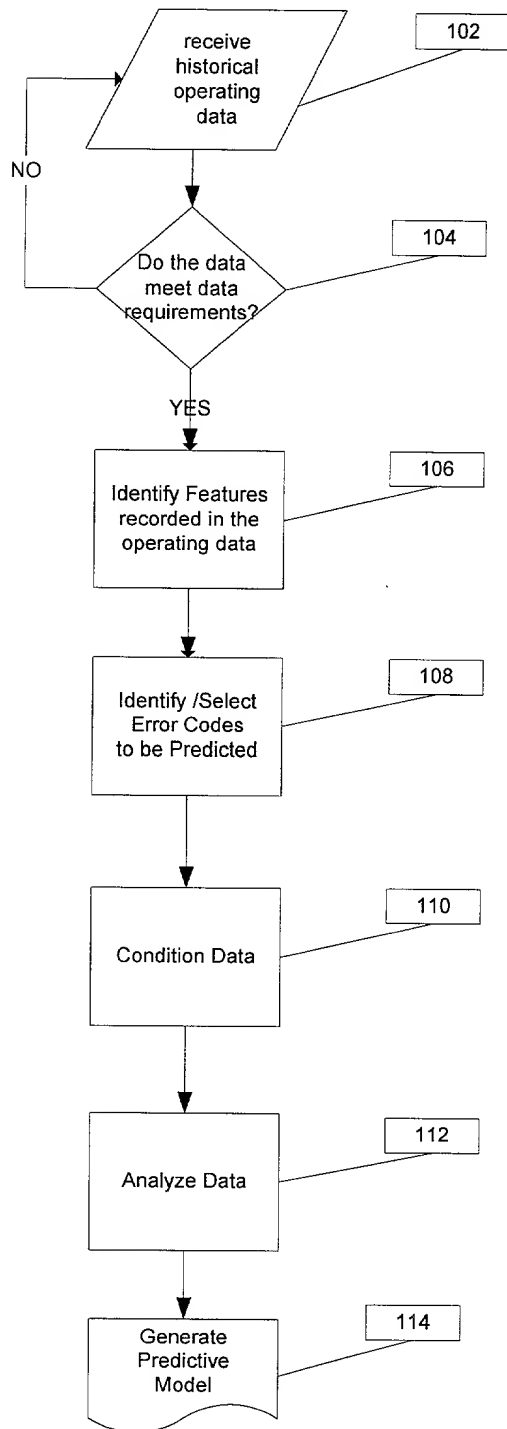 receive
historical
operating
data
102
NO
Do the data
meet data
requirements?
104
YES
Identify Features
recorded in the
operating data
106
Identify /Select
Error Codes
to be Predicted
108
Condition Data
110
Analyze Data
112
Generate
Predictive
Model
114